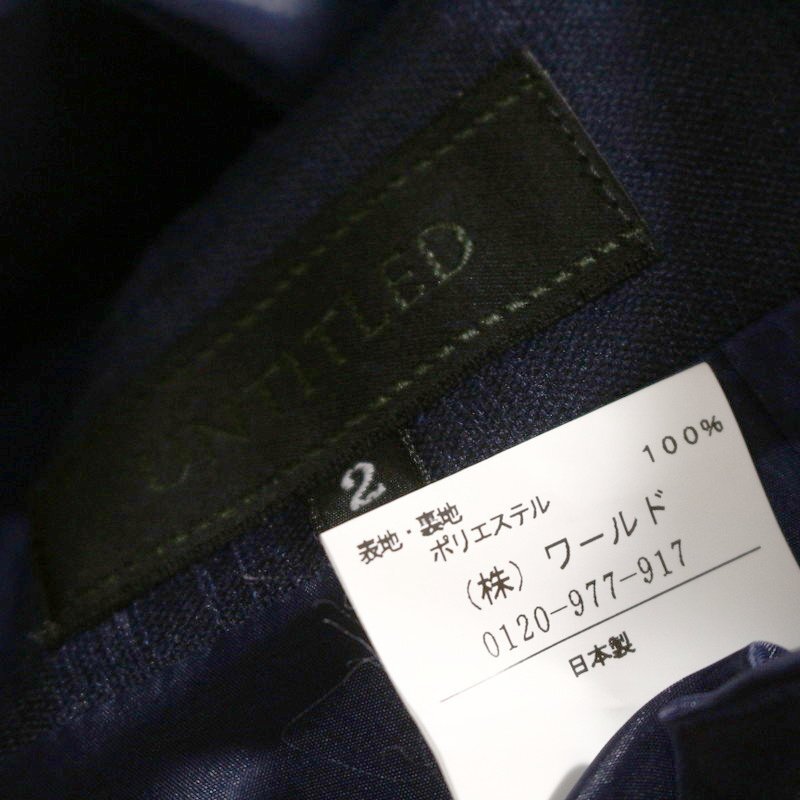 UNTITLED
2
表地・裏地
ポリエステル 100%
(株) ワールド
0120-977-917
日本製